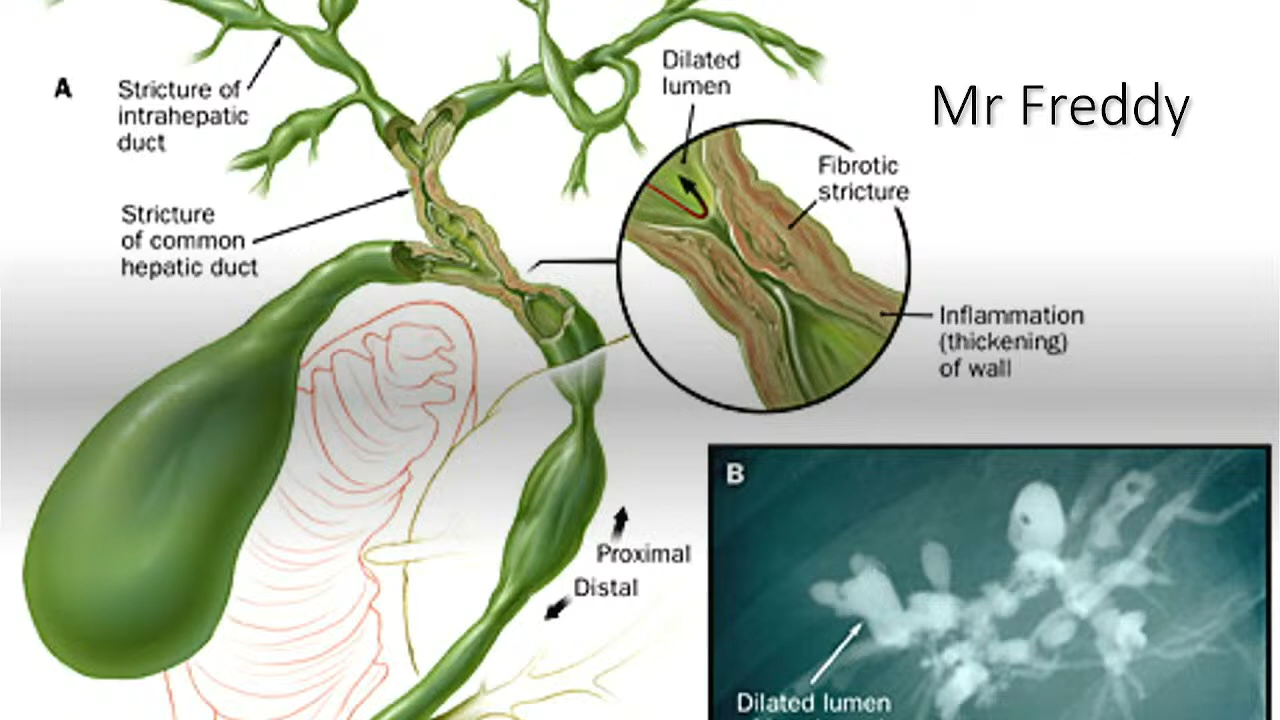 A
Stricture of
intrahepatic
duct
Dilated
lumen
Mr Freddy
Fibrotic
stricture
Stricture
of common
hepatic duct
Inflammation
(thickening)
of wall
B
Proximal
Distal
Dilated lumen